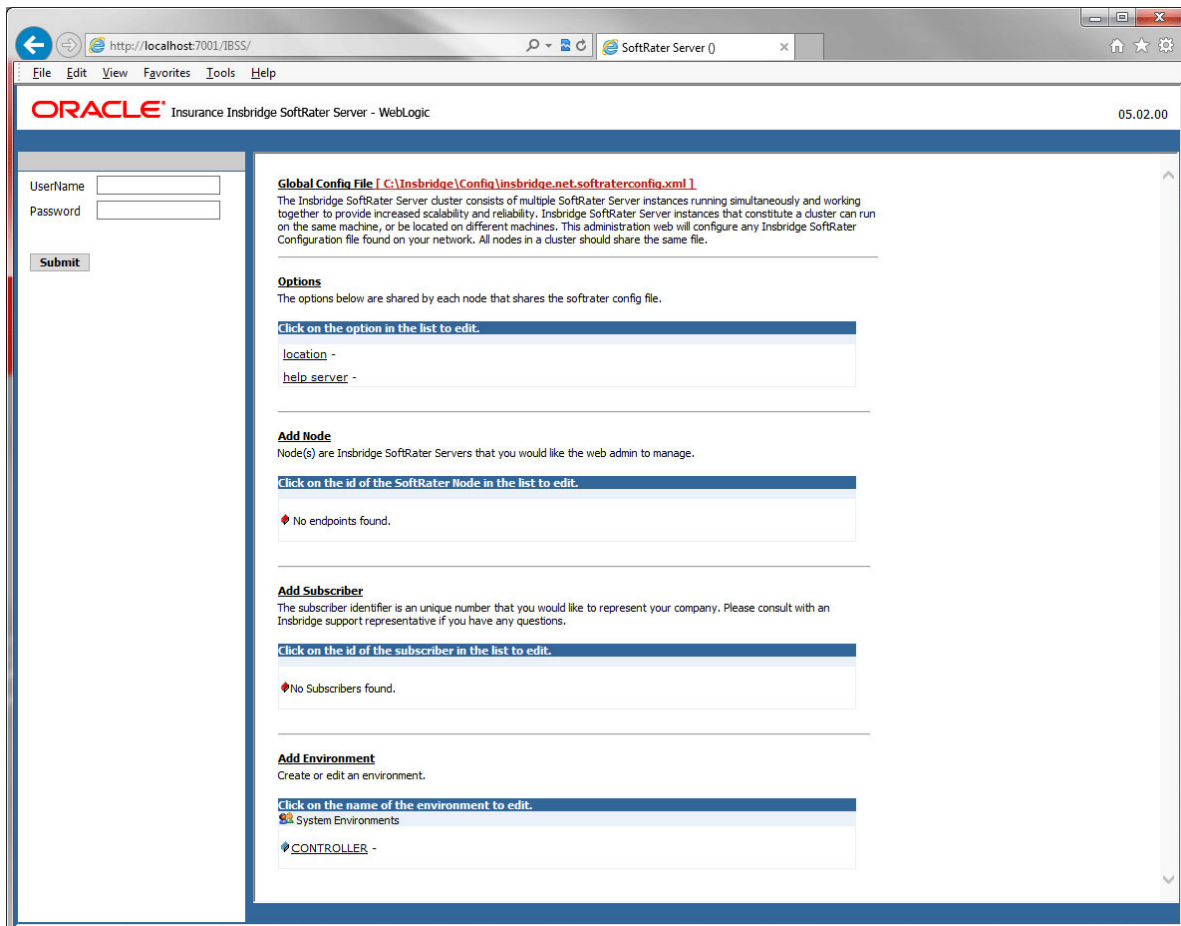 http://localhost:7001/IBSS/
SoftRater Server ()
File Edit View Favorites Tools Help
ORACLE Insurance Insbridge SoftRater Server - WebLogic
05.02.00
UserName
Password
Submit
Global Config File [ C:\Insbridge\Config\insbridge.net.softraterconfig.xml ]
The Insbridge SoftRater Server cluster consists of multiple SoftRater Server instances running simultaneously and working
together to provide increased scalability and reliability. Insbridge SoftRater Server instances that constitute a cluster can run
on the same machine, or be located on different machines. This administration web will configure any Insbridge SoftRater
Configuration file found on your network. All nodes in a cluster should share the same file.
Options
The options below are shared by each node that shares the softrater config file.
Click on the option in the list to edit.
location -
help server -
Add Node
Node(s) are Insbridge SoftRater Servers that you would like the web admin to manage.
Click on the id of the SoftRater Node in the list to edit.
No endpoints found.
Add Subscriber
The subscriber identifier is an unique number that you would like to represent your company. Please consult with an
Insbridge support representative if you have any questions.
Click on the id of the subscriber in the list to edit.
No Subscribers found.
Add Environment
Create or edit an environment.
Click on the name of the environment to edit.
System Environments
CONTROLLER -